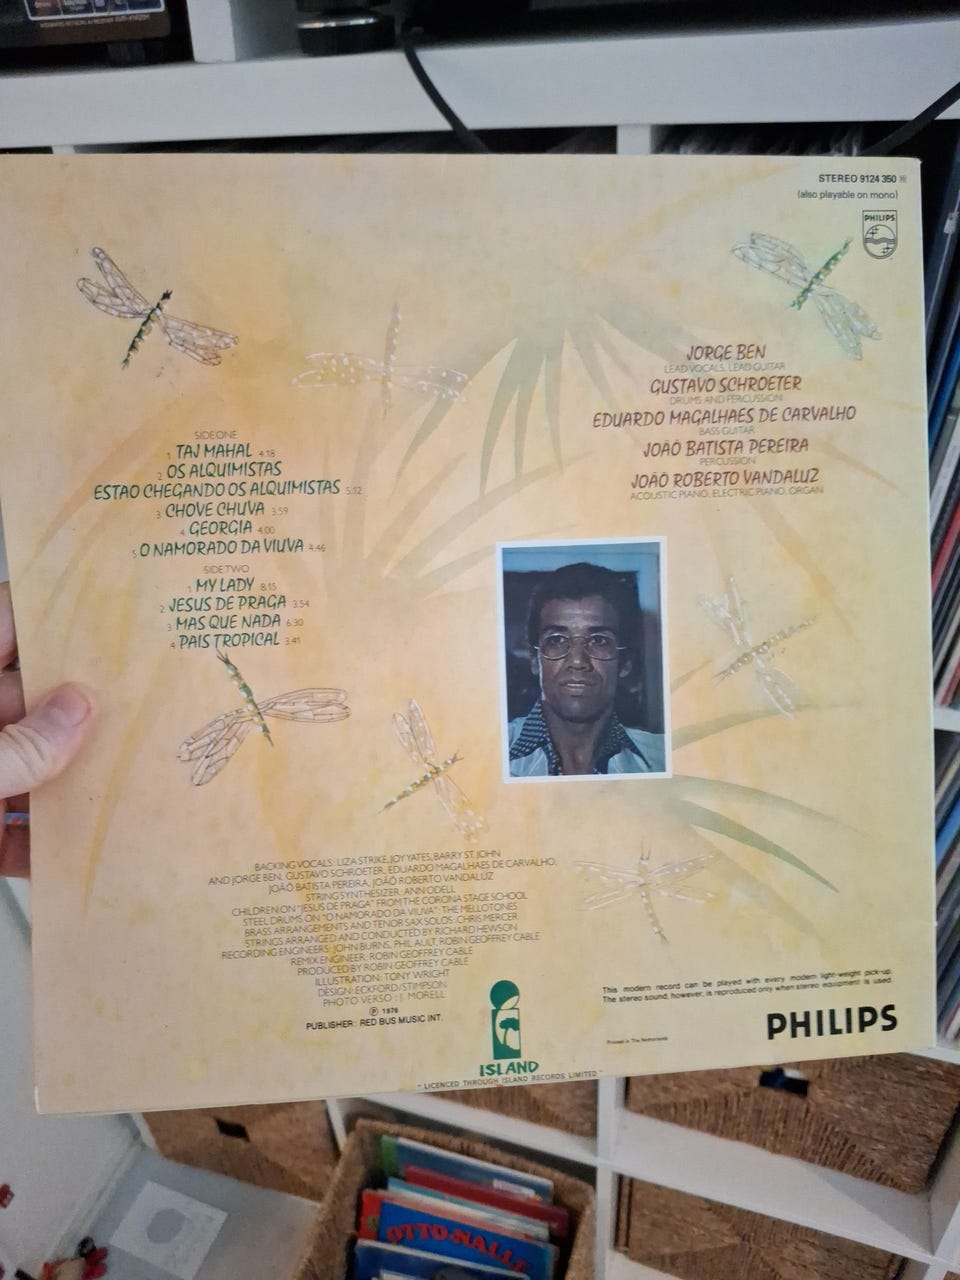 STEREO 9124 350
(also playable on mono)
PHILIPS
JORGE BEN
LEAD VOCALS, LEAD GUITAR
GUSTAVO SCHROETER
DRUMS AND PERCUSSION
EDUARDO MAGALHAES DE CARVALHO
BASS GUITAR
JOÃO BATISTA PEREIRA
PERCUSSION
JOÃO ROBERTO VANDALUZ
ACOUSTIC PIANO, ELECTRIC PIANO, ORGAN
SIDE ONE
1 TAJ MAHAL 4.18
2 OS ALQUIMISTAS
ESTAO CHEGANDO OS ALQUIMISTAS 5:12
3 CHOVE CHUVA 3.59
4 GEORGIA 4.00
5 O NAMORADO DA VIUVA 4.46
SIDE TWO
1 MY LADY 8.15
2 JESUS DE PRAGA 3.54
3 MAS QUE NADA 6.30
4 PAIS TROPICAL 3.41
BACKING VOCALS: LIZA STRIKE, JOY YATES, BARRY ST. JOHN
AND JORGE BEN, GUSTAVO SCHROETER, EDUARDO MAGALHAES DE CARVALHO,
JOÃO BATISTA PEREIRA, JOÃO ROBERTO VANDALUZ
STRING SYNTHESIZER: ANN ODELL
CHILDREN ON "JESUS DE PRAGA" FROM THE CORONA STAGE SCHOOL
STEEL DRUMS ON "O NAMORADO DA VIUVA": THE MELLOTONES
BRASS ARRANGEMENTS AND TENOR SAX SOLOS: CHRIS MERCER
STRINGS ARRANGED AND CONDUCTED BY RICHARD HEWSON
RECORDING ENGINEERS: JOHN BURNS, PHIL AULT, ROBIN GEOFFREY CABLE
REMIX ENGINEER: ROBIN GEOFFREY CABLE
PRODUCED BY ROBIN GEOFFREY CABLE
ILLUSTRATION: TONY WRIGHT
DESIGN: ECKFORD/STIMPSON
PHOTO VERSO: J. MORELL
℗ 1976
PUBLISHER: RED BUS MUSIC INT.
ISLAND
"LICENCED THROUGH ISLAND RECORDS LIMITED"
This modern record can be played with every modern light-weight pick-up.
The stereo sound, however, is reproduced only when stereo equipment is used.
PHILIPS
Printed in The Netherlands
OTTO-NALLE